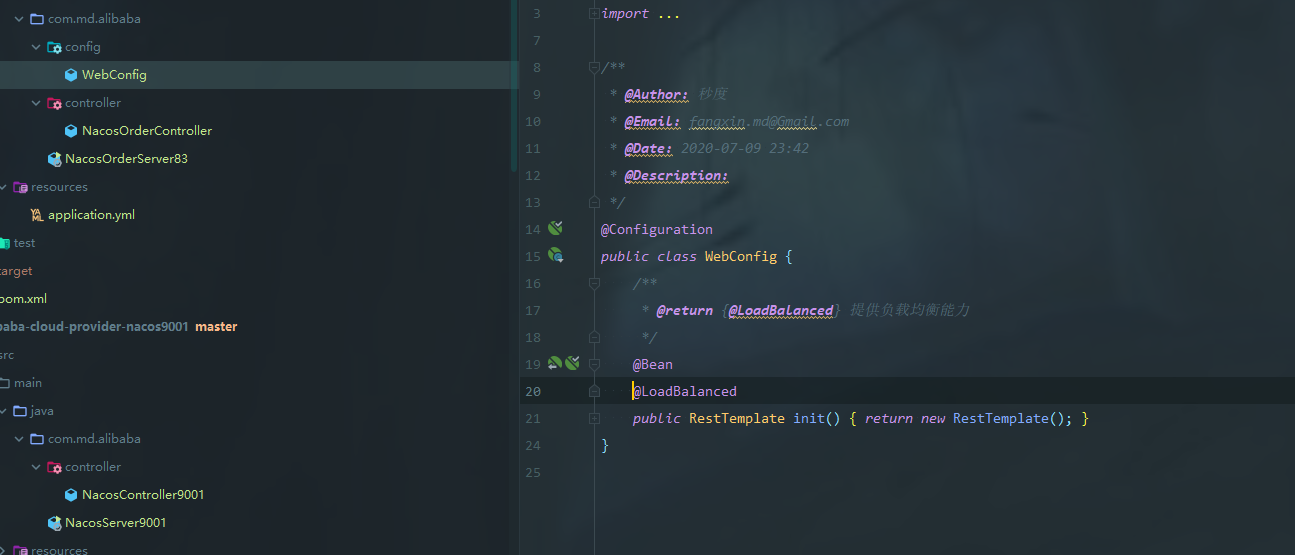 com.md.alibaba
config
WebConfig
controller
NacosOrderController
NacosOrderServer83
resources
application.yml
test
target
pom.xml
baba-cloud-provider-nacos9001 master
src
main
java
com.md.alibaba
controller
NacosController9001
NacosServer9001
resources
3 import ...
7
8 /**
9 * @Author: 秒度
10 * @Email: fangxin.md@Gmail.com
11 * @Date: 2020-07-09 23:42
12 * @Description:
13 */
14 @Configuration
15 public class WebConfig {
16 /**
17 * @return {@LoadBalanced} 提供负载均衡能力
18 */
19 @Bean
20 @LoadBalanced
21 public RestTemplate init() { return new RestTemplate(); }
24 }
25